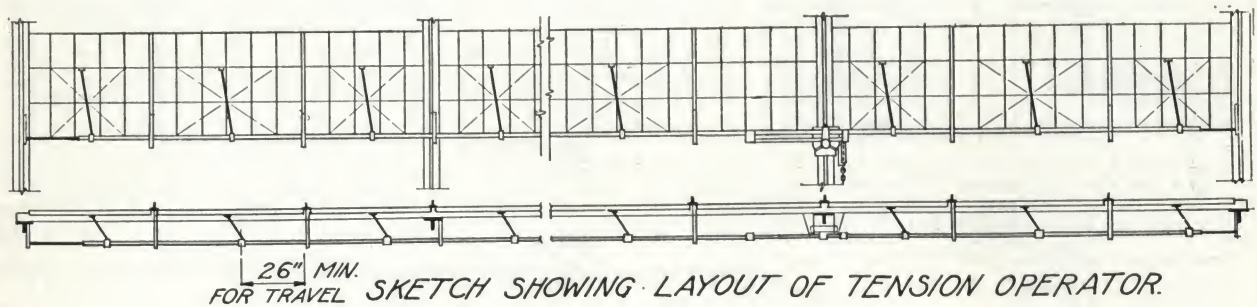 26" MIN.
FOR TRAVEL
SKETCH SHOWING LAYOUT OF TENSION OPERATOR.